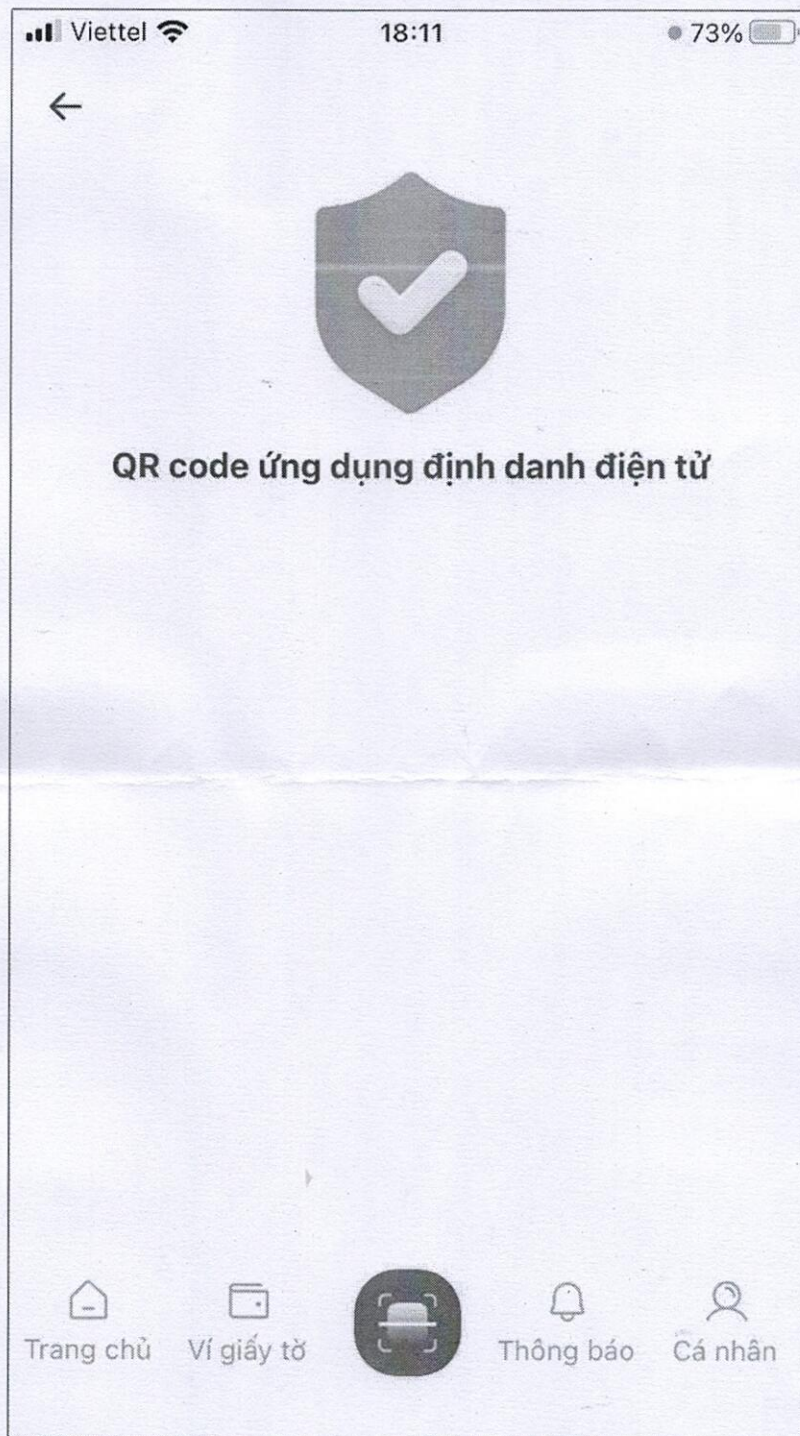 Viettel 18:11 73%
QR code ứng dụng định danh điện tử
Trang chủ Ví giấy tờ Thông báo Cá nhân